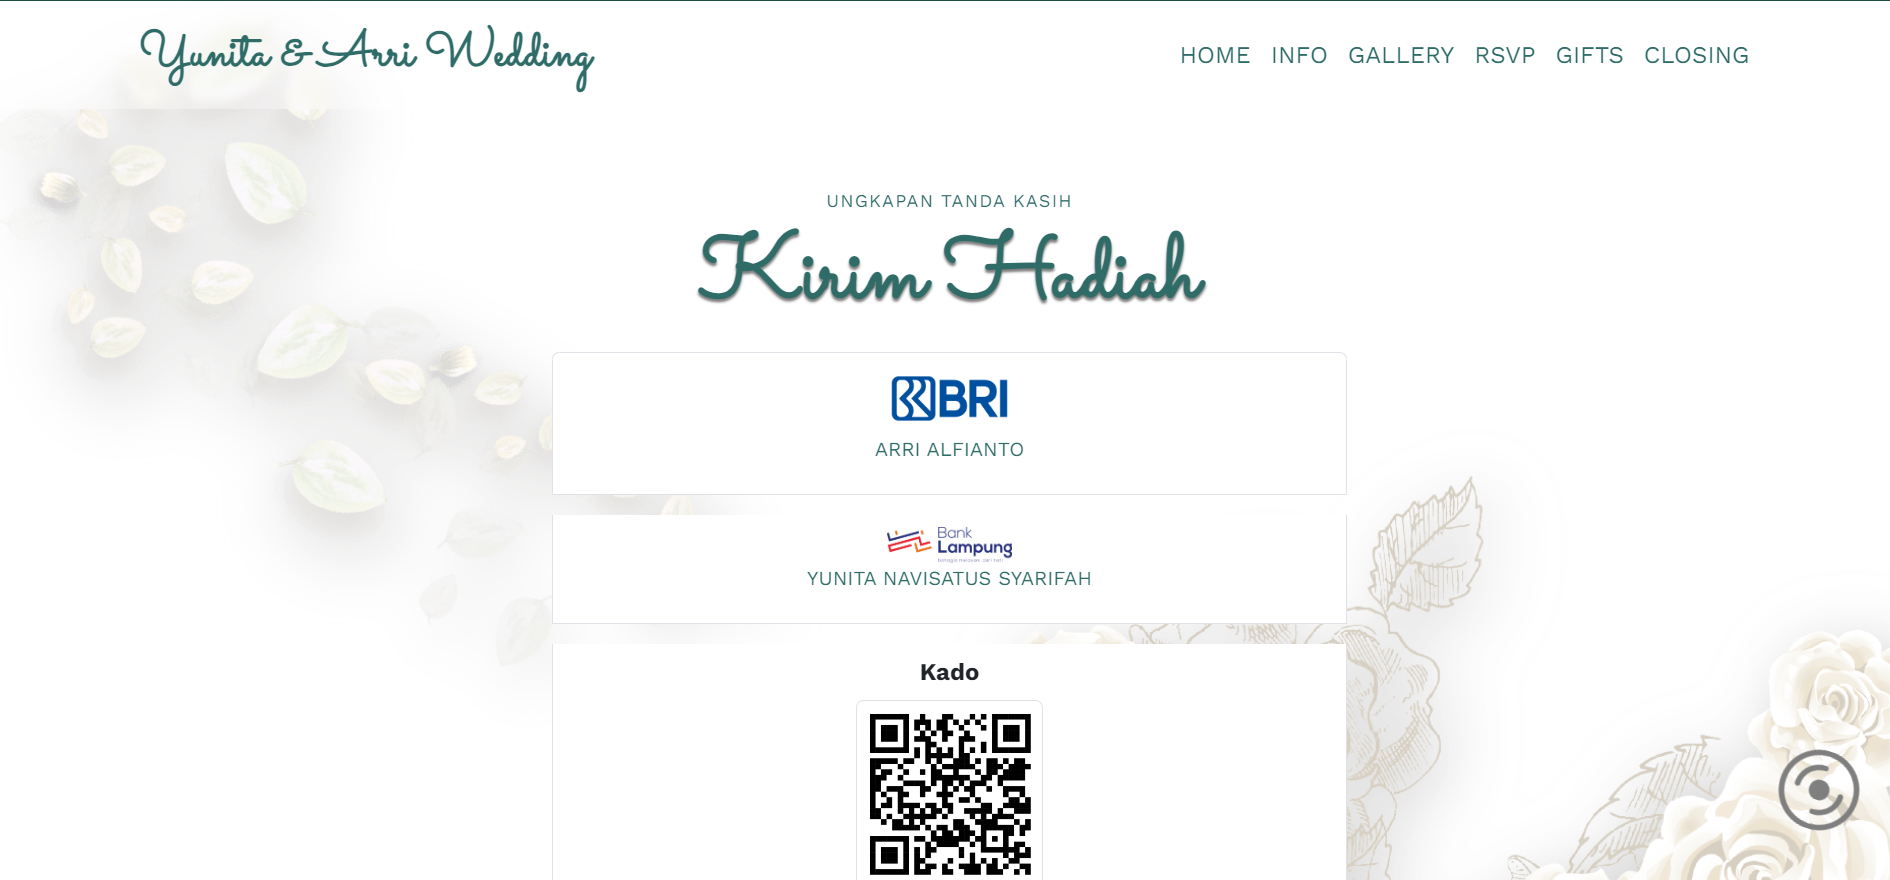 Yunita & Arri Wedding
HOME INFO GALLERY RSVP GIFTS CLOSING
UNGKAPAN TANDA KASIH
Kirim Hadiah
BRI
ARRI ALFIANTO
Bank
Lampung
YUNITA NAVISATUS SYARIFAH
Kado